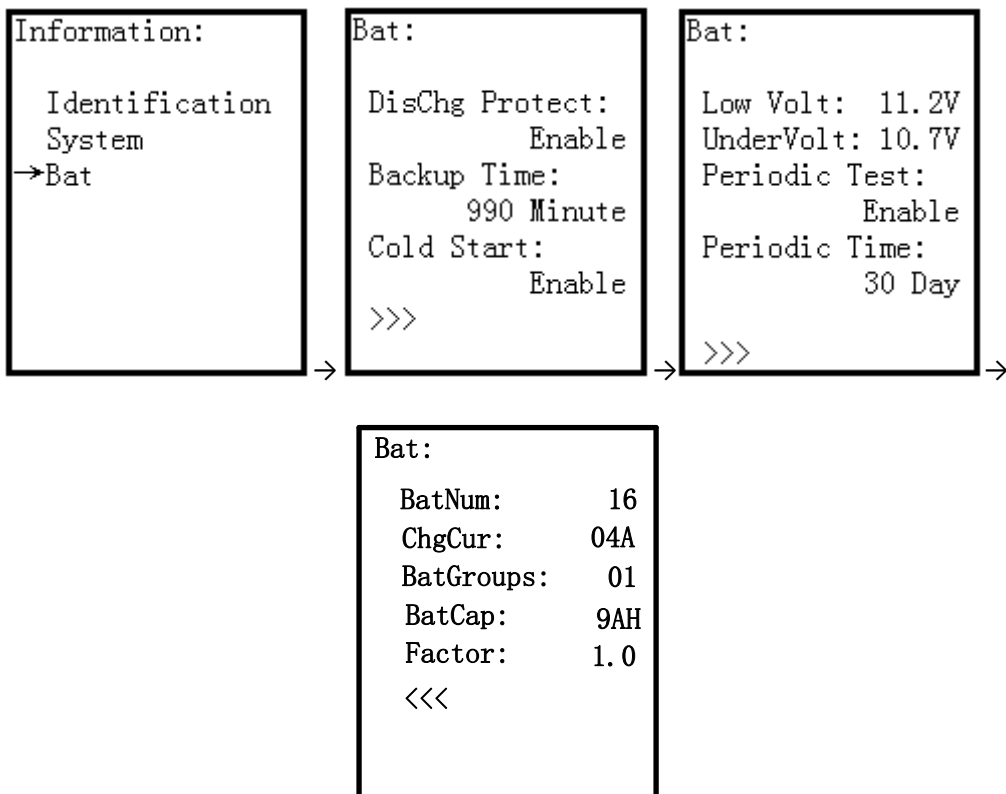 Information:
Identification
System
→Bat
→
Bat:
DisChg Protect:
Enable
Backup Time:
990 Minute
Cold Start:
Enable
>>>
→
Bat:
Low Volt: 11.2V
UnderVolt: 10.7V
Periodic Test:
Enable
Periodic Time:
30 Day
>>>
→
Bat:
BatNum: 16
ChgCur: 04A
BatGroups: 01
BatCap: 9AH
Factor: 1.0
<<<